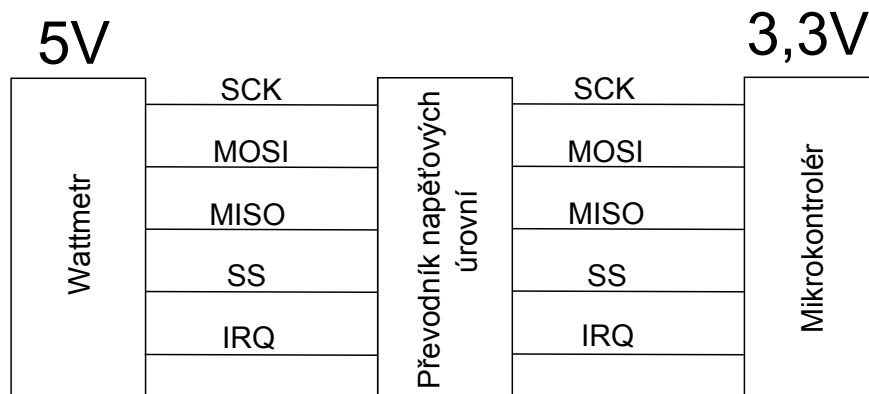 5V
3,3V
Wattmetr
SCK
MOSI
MISO
SS
IRQ
Převodník napěťových
úrovní
SCK
MOSI
MISO
SS
IRQ
Mikrokontrolér